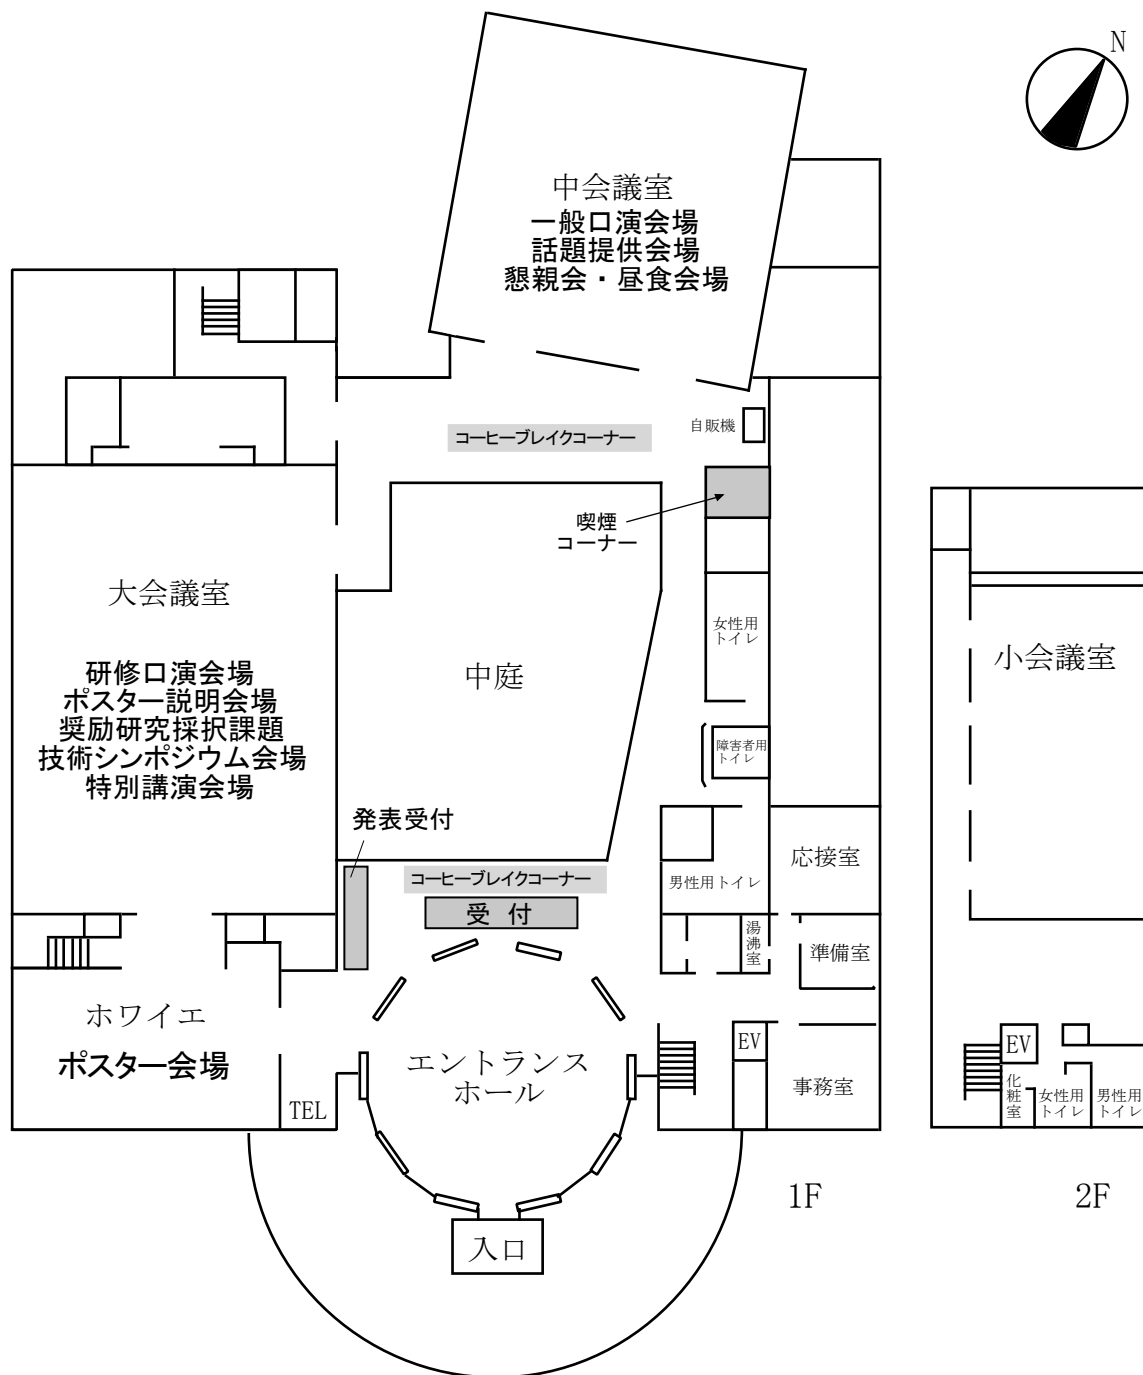 N
中会議室
一般口演会場
話題提供会場
懇親会・昼食会場
自販機
コーヒーブレイクコーナー
喫煙
コーナー
大会議室
研修口演会場
ポスター説明会場
奨励研究採択課題
技術シンポジウム会場
特別講演会場
中庭
女性用
トイレ
障害者用
トイレ
発表受付
コーヒーブレイクコーナー
受 付
男性用トイレ
応接室
湯沸室
準備室
ホワイエ
ポスター会場
TEL
エントランス
ホール
EV
事務室
入口
1F
小会議室
EV
化粧室
女性用
トイレ
男性用
トイレ
2F